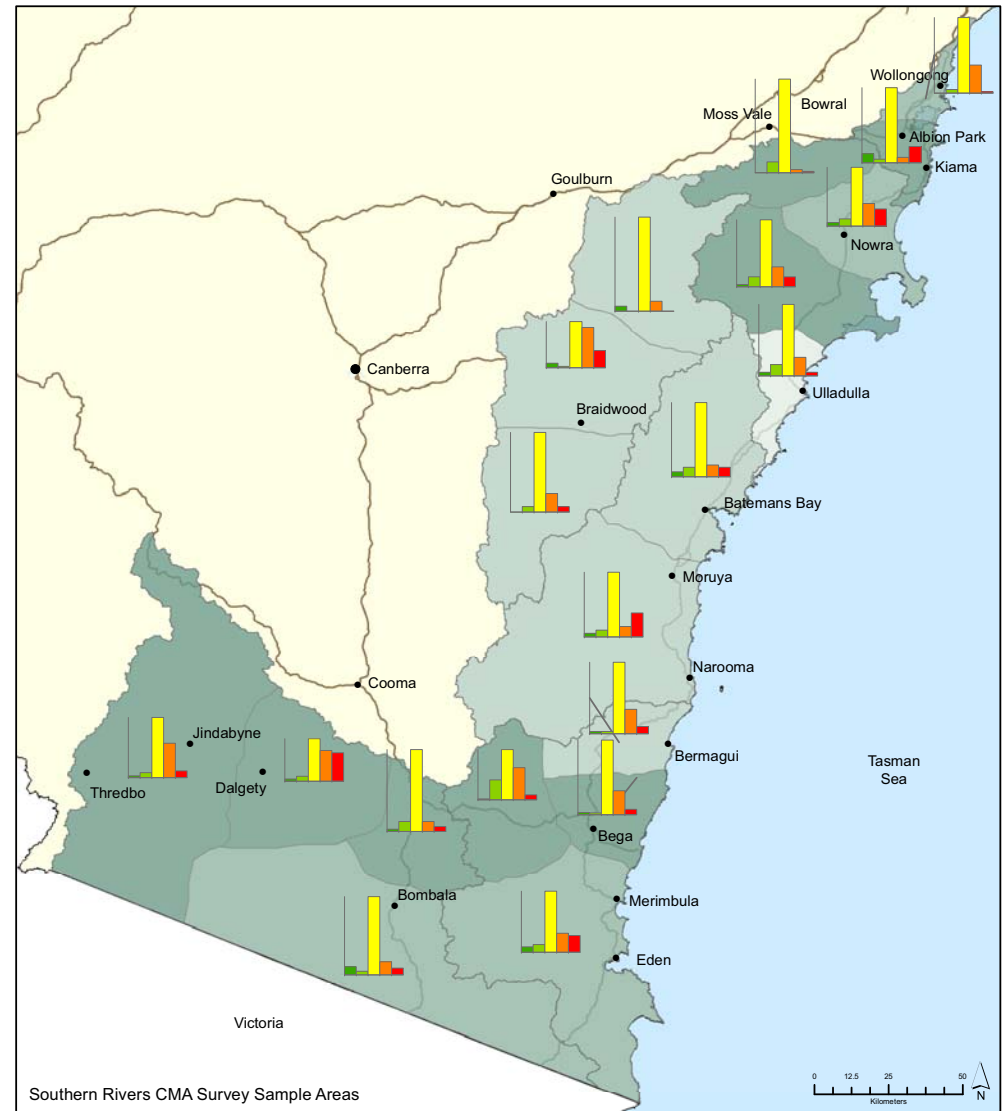 Wollongong
Bowral
Moss Vale
Albion Park
Kiama
Goulburn
Nowra
Canberra
Ulladulla
Braidwood
Batemans Bay
Moruya
Narooma
Cooma
Jindabyne
Bermagui
Tasman
Sea
Thredbo
Dalgety
Bega
Bombala
Merimbula
Eden
Victoria
0 12.5 25 50
Kilometers
N
Southern Rivers CMA Survey Sample Areas